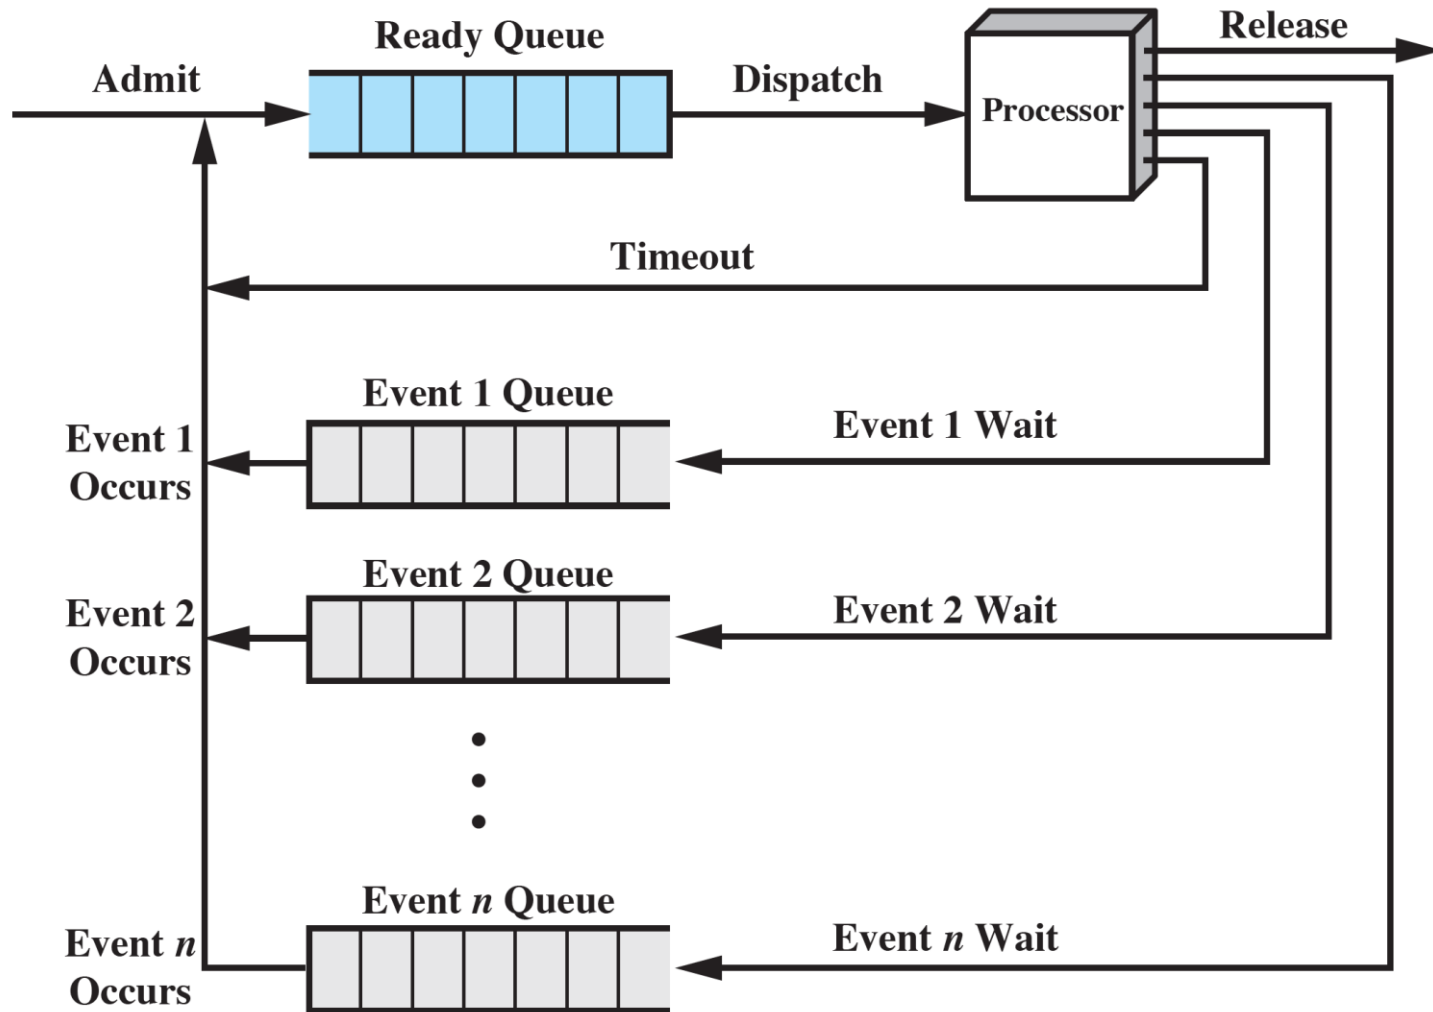 Ready Queue
Release
Admit
Dispatch
Processor
Timeout
Event 1 Queue
Event 1
Occurs
Event 1 Wait
Event 2 Queue
Event 2
Occurs
Event 2 Wait
Event n Queue
Event n
Occurs
Event n Wait